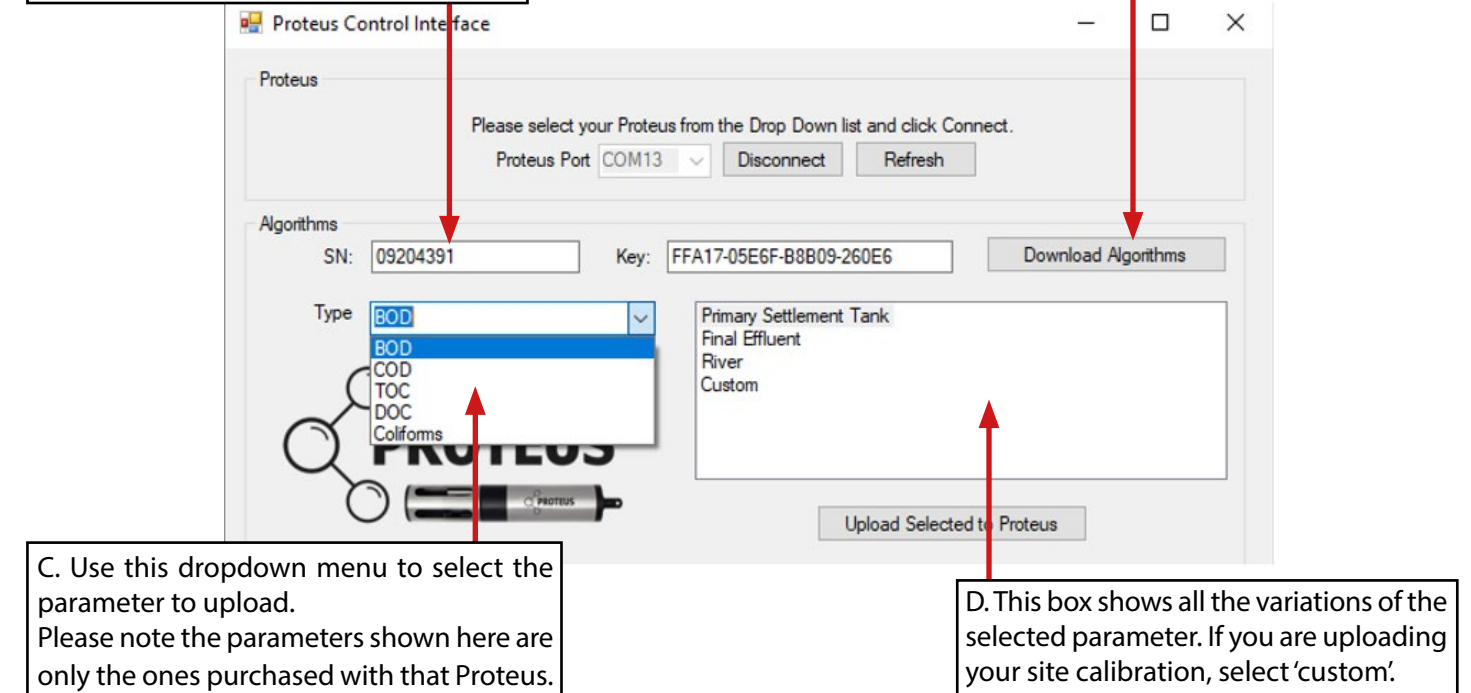 Proteus Control Interface
Proteus
Please select your Proteus from the Drop Down list and click Connect.
Proteus Port COM13 Disconnect Refresh
Algorithms
SN: 09204391 Key: FFA17-05E6F-B8B09-260E6 Download Algorithms
Type BOD
BOD
COD
TOC
DOC
Coliforms
Primary Settlement Tank
Final Effluent
River
Custom
PROTEUS
PROTEUS
Upload Selected to Proteus
C. Use this dropdown menu to select the
parameter to upload.
Please note the parameters shown here are
only the ones purchased with that Proteus.
D. This box shows all the variations of the
selected parameter. If you are uploading
your site calibration, select ‘custom’.